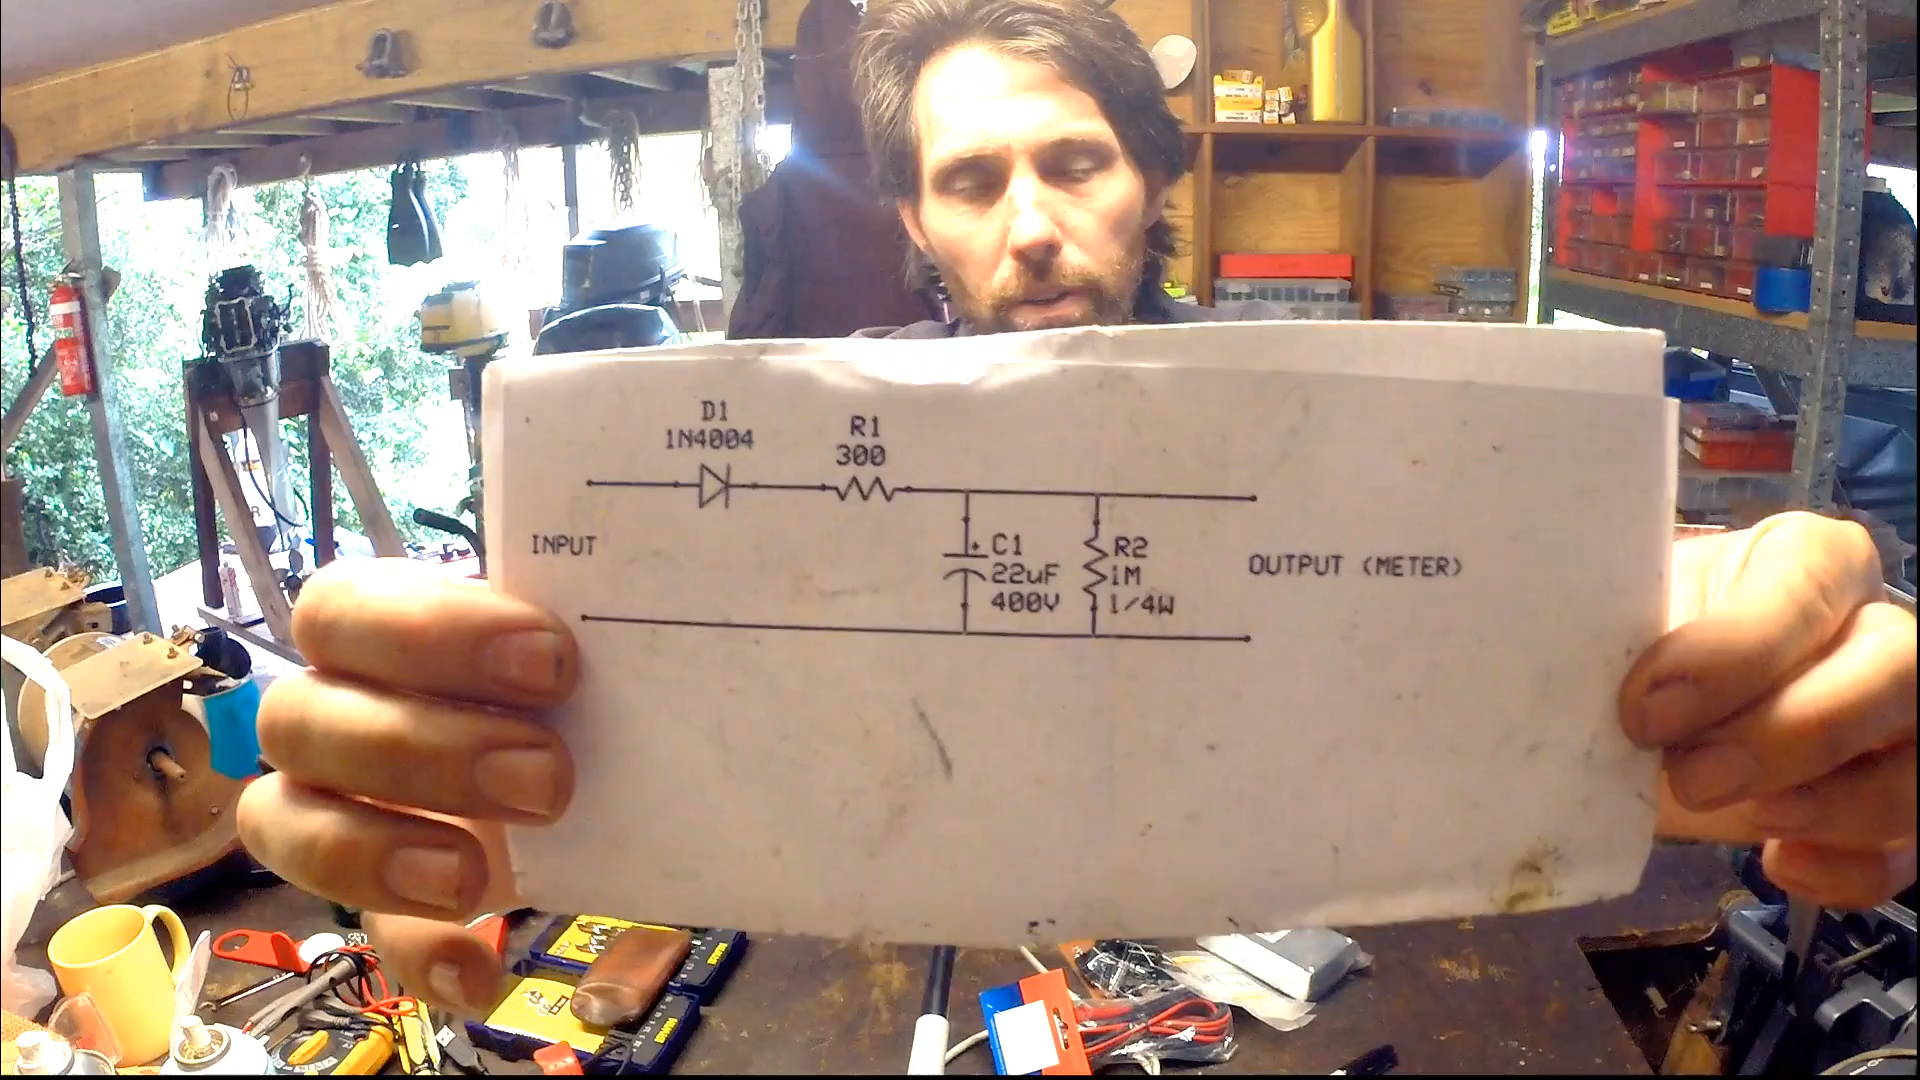 D1
1N4004
R1
300
INPUT
+ C1
22uF
400V
R2
1M
1/4W
OUTPUT (METER)